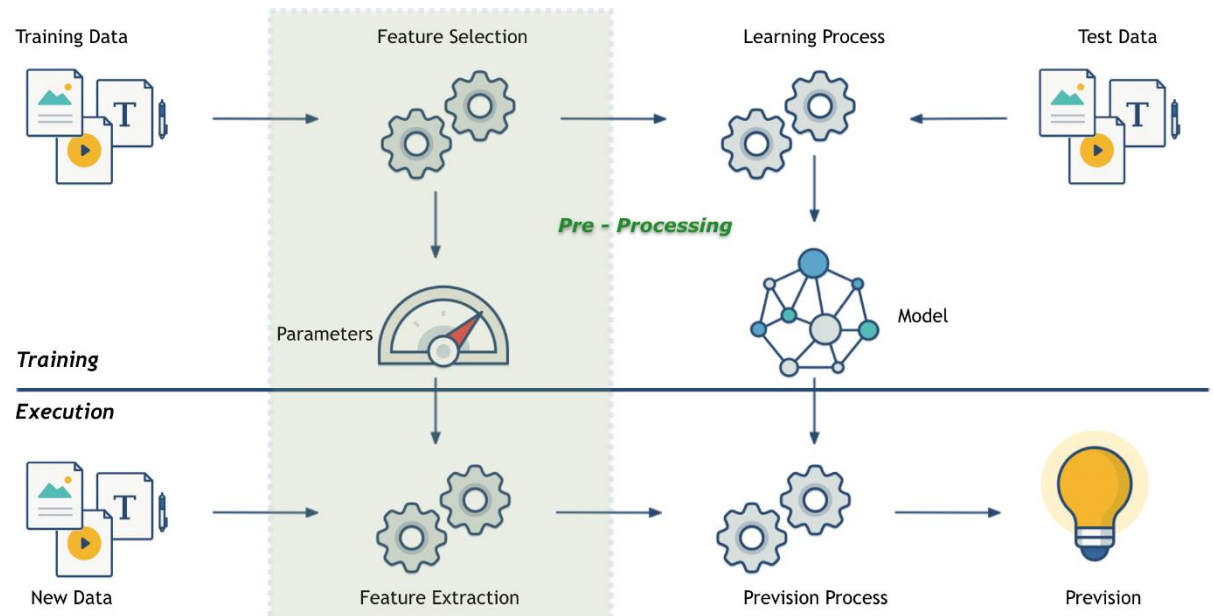 Training Data
Feature Selection
Learning Process
Test Data
T
T
Pre - Processing
Parameters
Model
Training
Execution
T
New Data
Feature Extraction
Prevision Process
Prevision